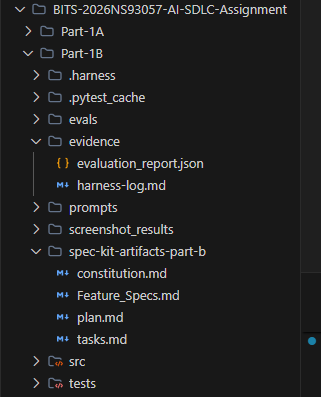 BITS-2026NS93057-AI-SDLC-Assignment
Part-1A
Part-1B
.harness
.pytest_cache
evals
evidence
{} evaluation_report.json
harness-log.md
prompts
screenshot_results
spec-kit-artifacts-part-b
constitution.md
Feature_Specs.md
plan.md
tasks.md
src
tests